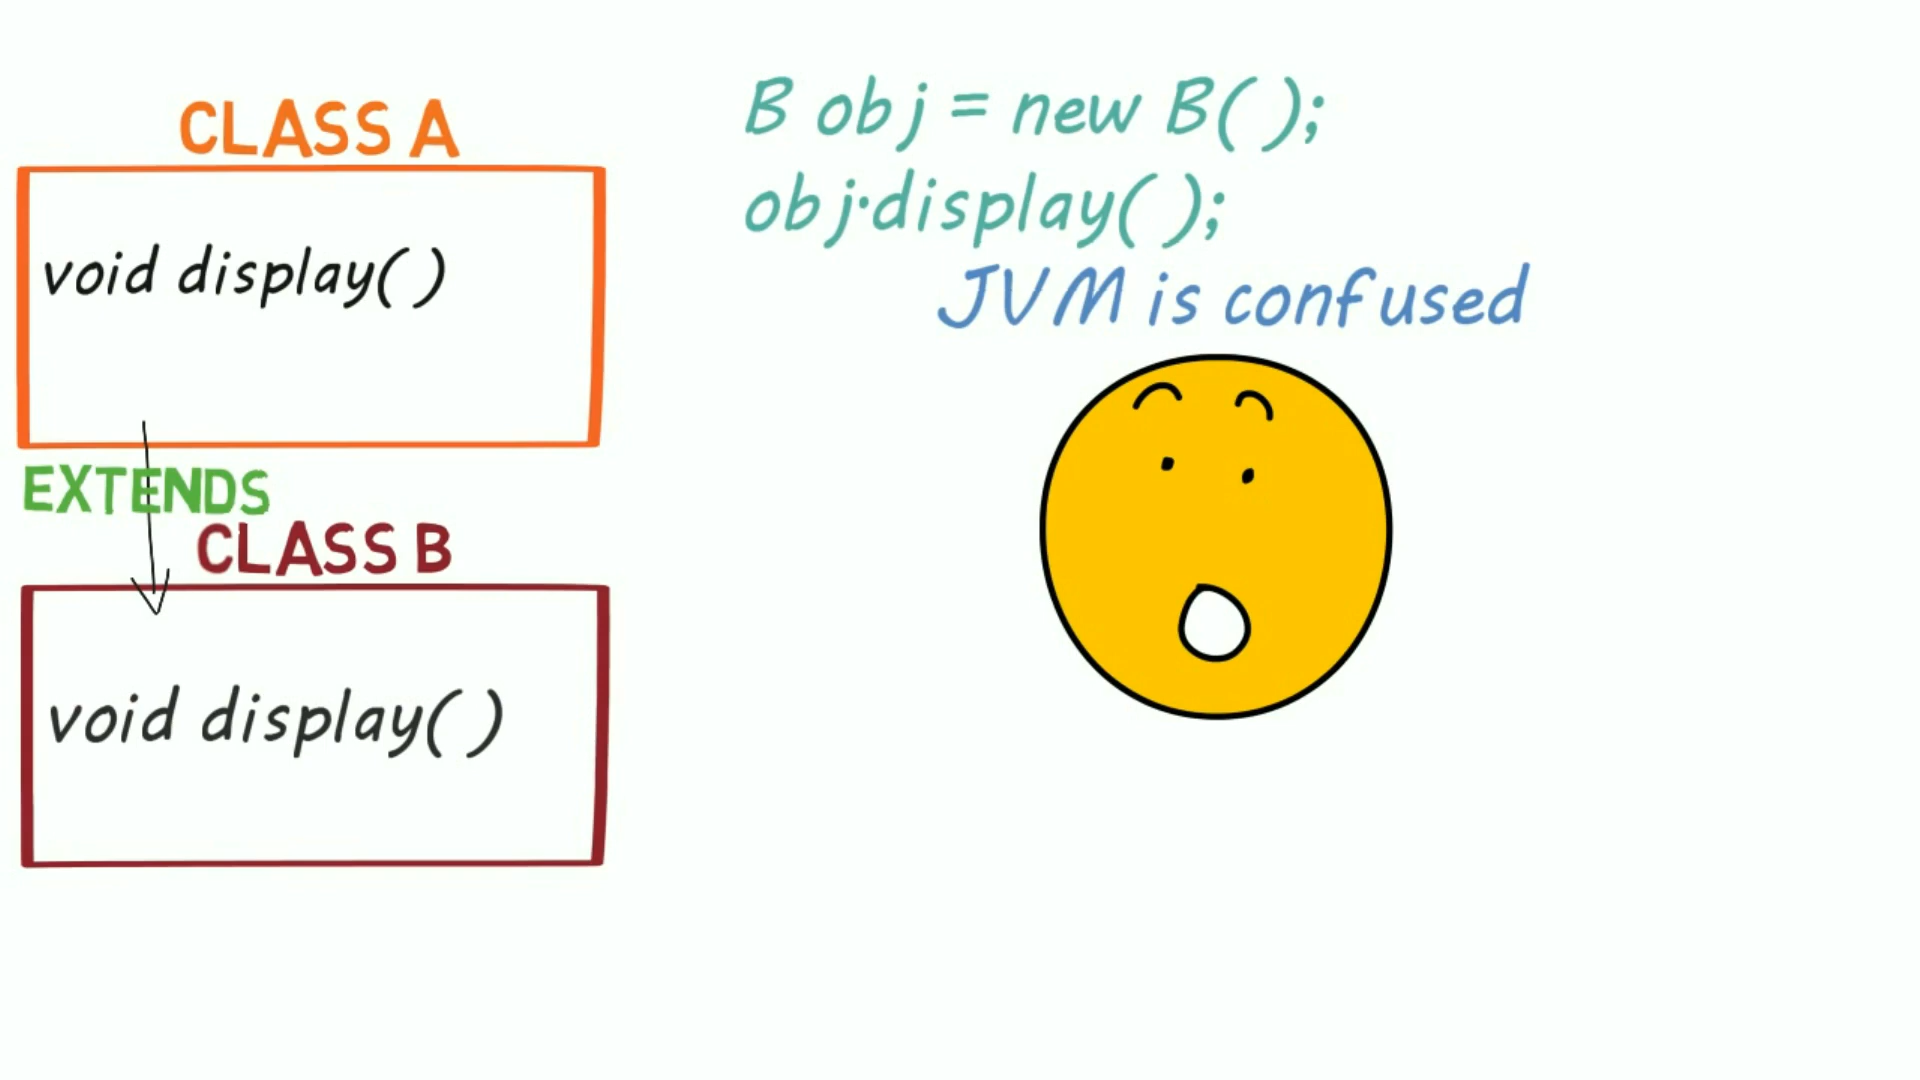 CLASS A
void display( )
EXTENDS
CLASS B
void display( )
B obj = new B( );
obj.display( );
JVM is confused